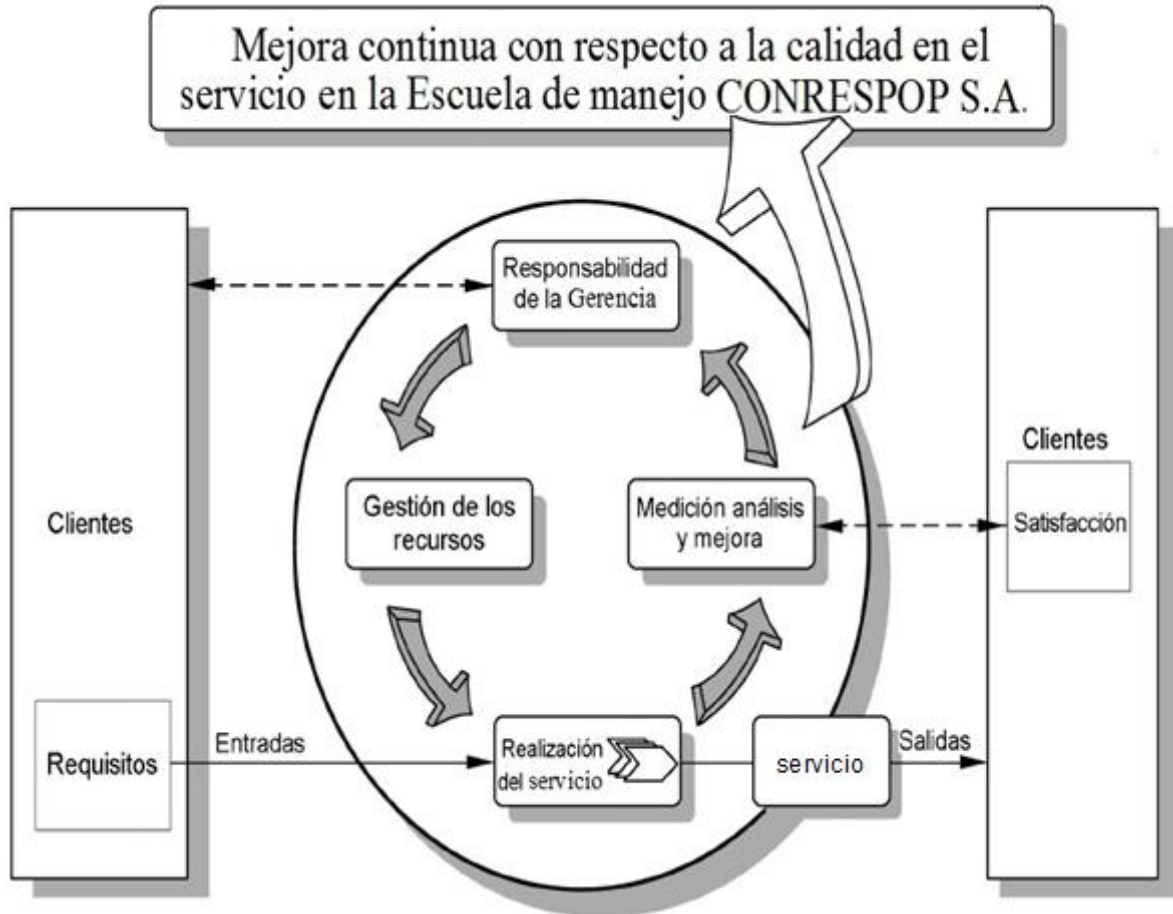 Mejora continua con respecto a la calidad en el
servicio en la Escuela de manejo CONRESPOP S.A.
Responsabilidad
de la Gerencia
Clientes
Gestión de los
recursos
Medición análisis
y mejora
Clientes
Satisfacción
Requisitos
Entradas
Realización
del servicio
servicio
Salidas